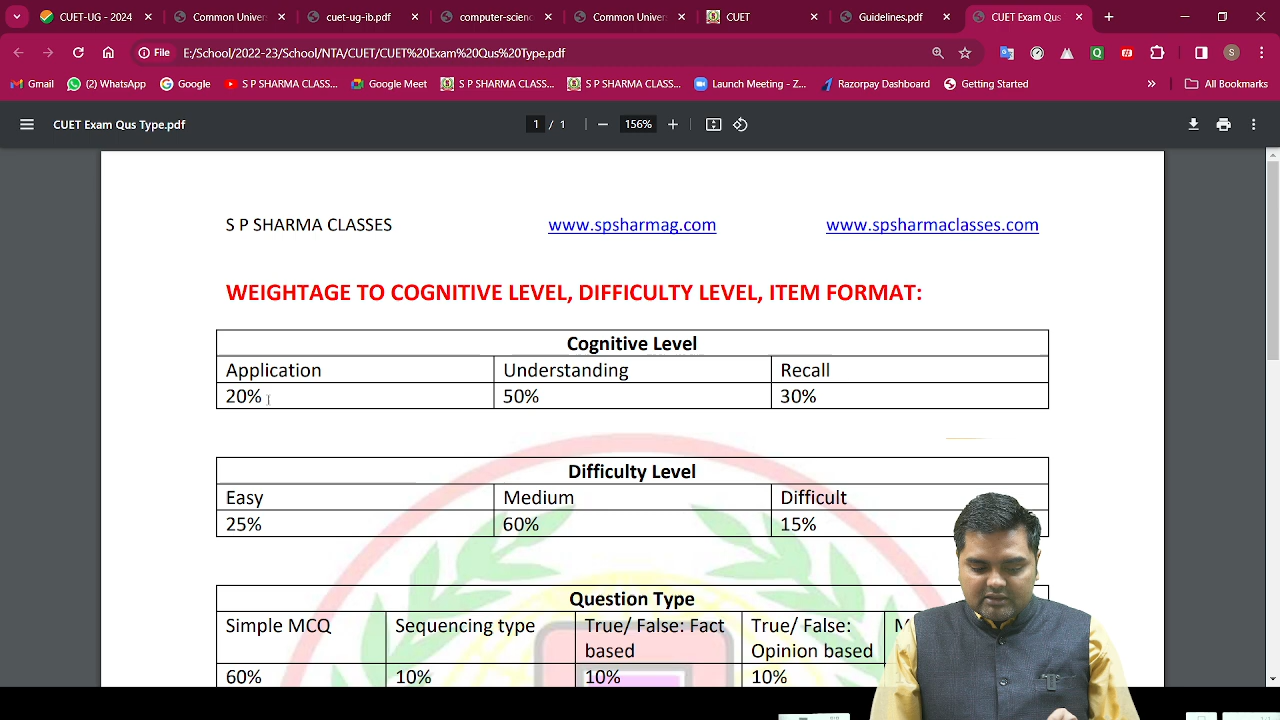 CUET-UG - 2024
Common Univer
cuet-ug-ib.pdf
computer-scienc
Common Univer
CUET
Guidelines.pdf
CUET Exam Qus
File E:/School/2022-23/School/NTA/CUET/CUET%20Exam%20Qus%20Type.pdf
S
Gmail (2) WhatsApp Google S P SHARMA CLASS... Google Meet S P SHARMA CLASS... S P SHARMA CLASS... Launch Meeting - Z... Razorpay Dashboard Getting Started » All Bookmarks
CUET Exam Qus Type.pdf 1 / 1 156%
S P SHARMA CLASSES www.spsharmag.com www.spsharmaclasses.com
WEIGHTAGE TO COGNITIVE LEVEL, DIFFICULTY LEVEL, ITEM FORMAT:
Cognitive Level
Application Understanding Recall
20% 50% 30%
Difficulty Level
Easy Medium Difficult
25% 60% 15%
Question Type
Simple MCQ Sequencing type True/ False: Fact True/ False:
based Opinion based
60% 10% 10% 10%